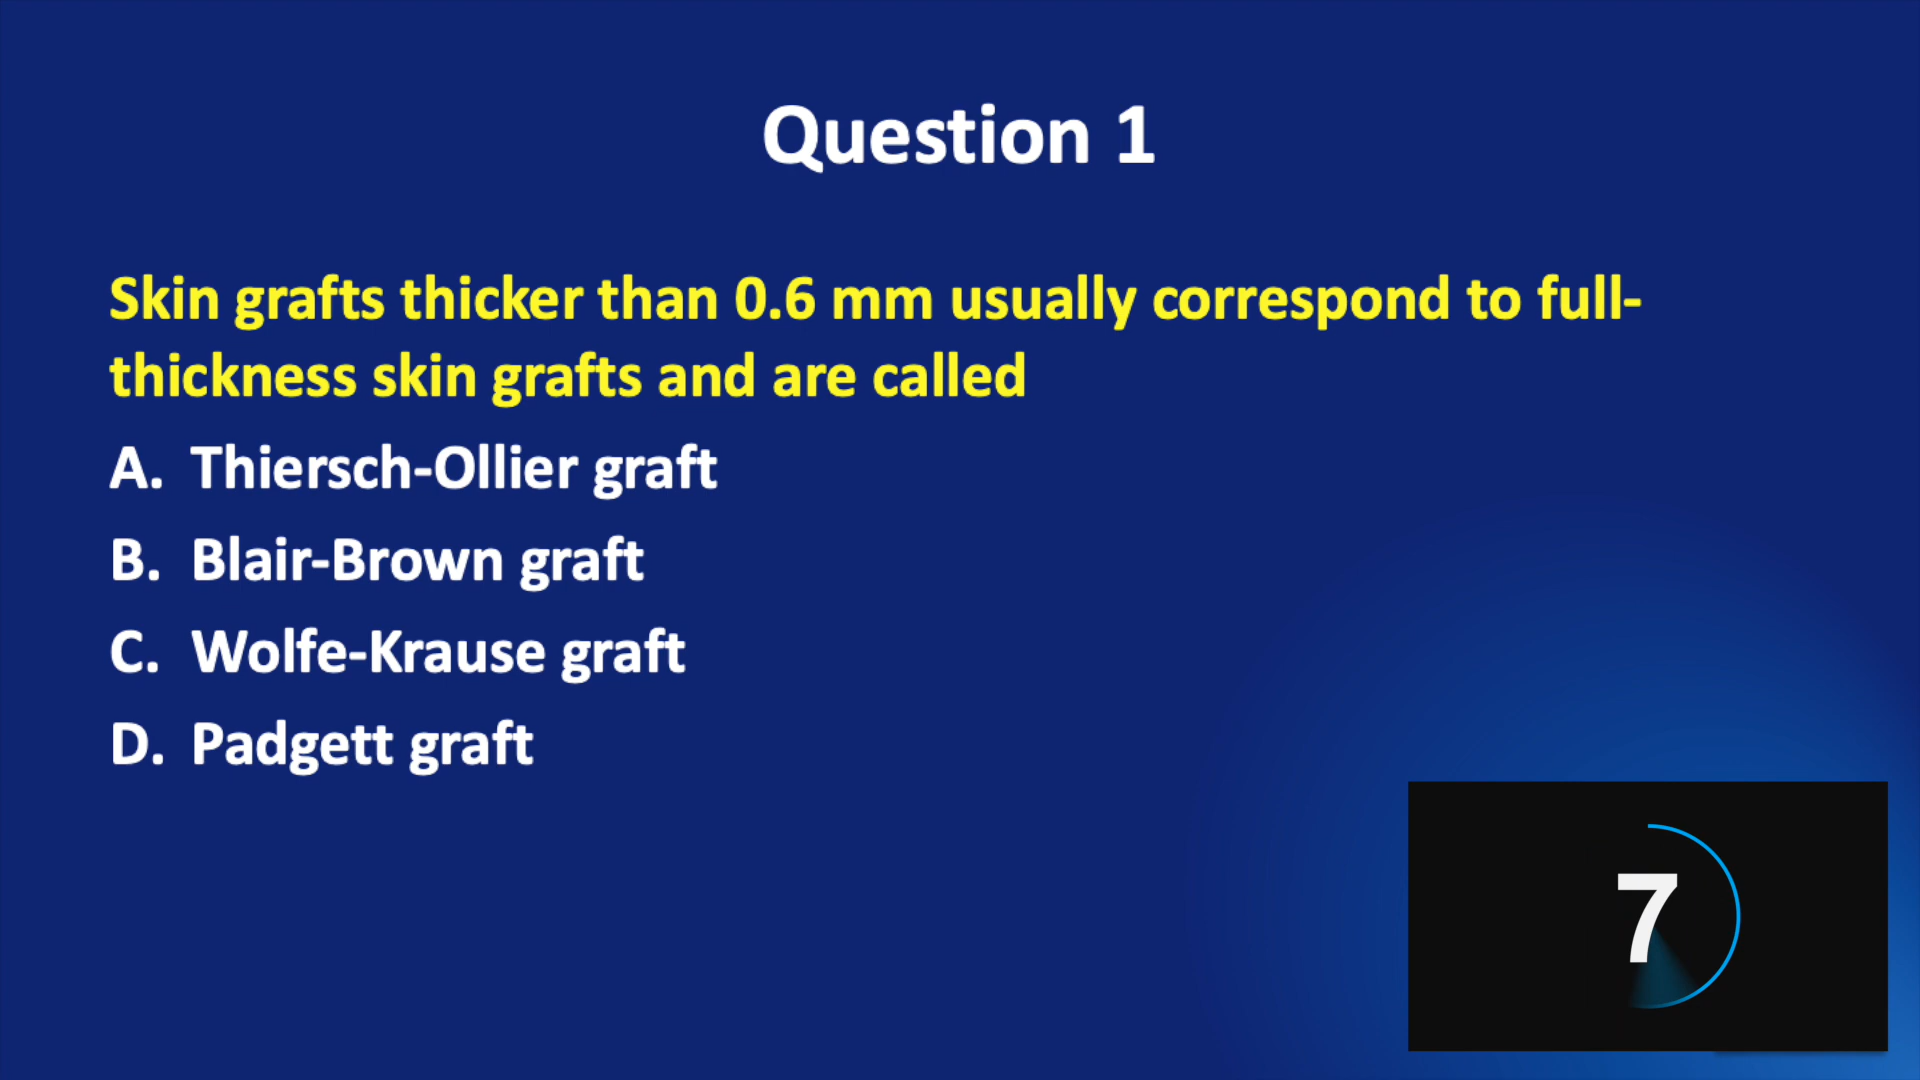 Question 1
Skin grafts thicker than 0.6 mm usually correspond to full-
thickness skin grafts and are called
A. Thiersch-Ollier graft
B. Blair-Brown graft
C. Wolfe-Krause graft
D. Padgett graft
7